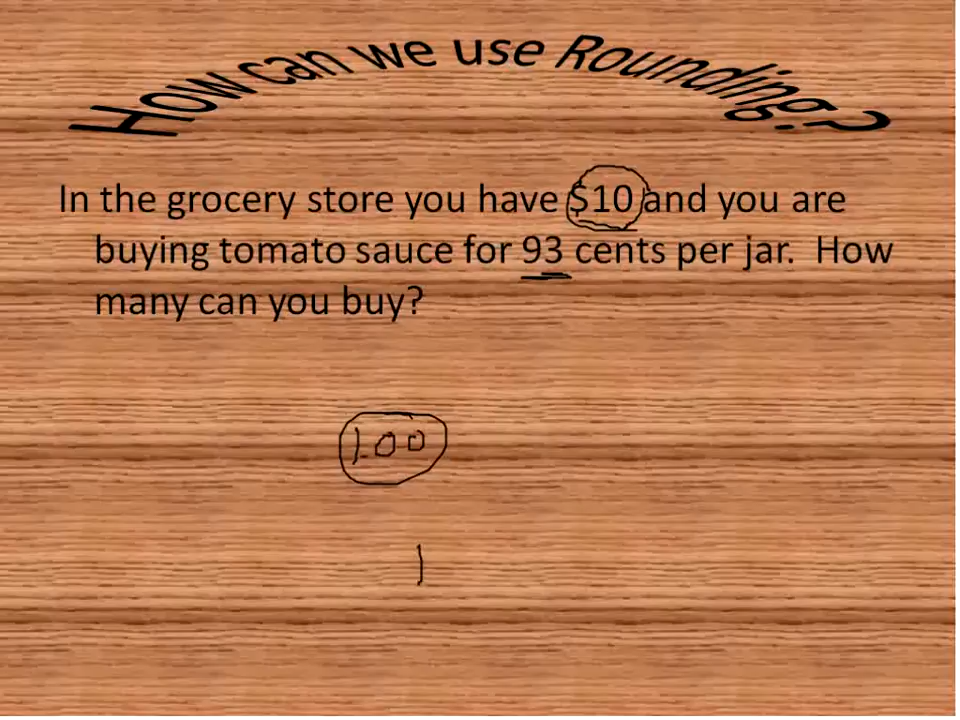 How can we use Rounding?
In the grocery store you have $10 and you are
buying tomato sauce for 93 cents per jar. How
many can you buy?
1.00
1